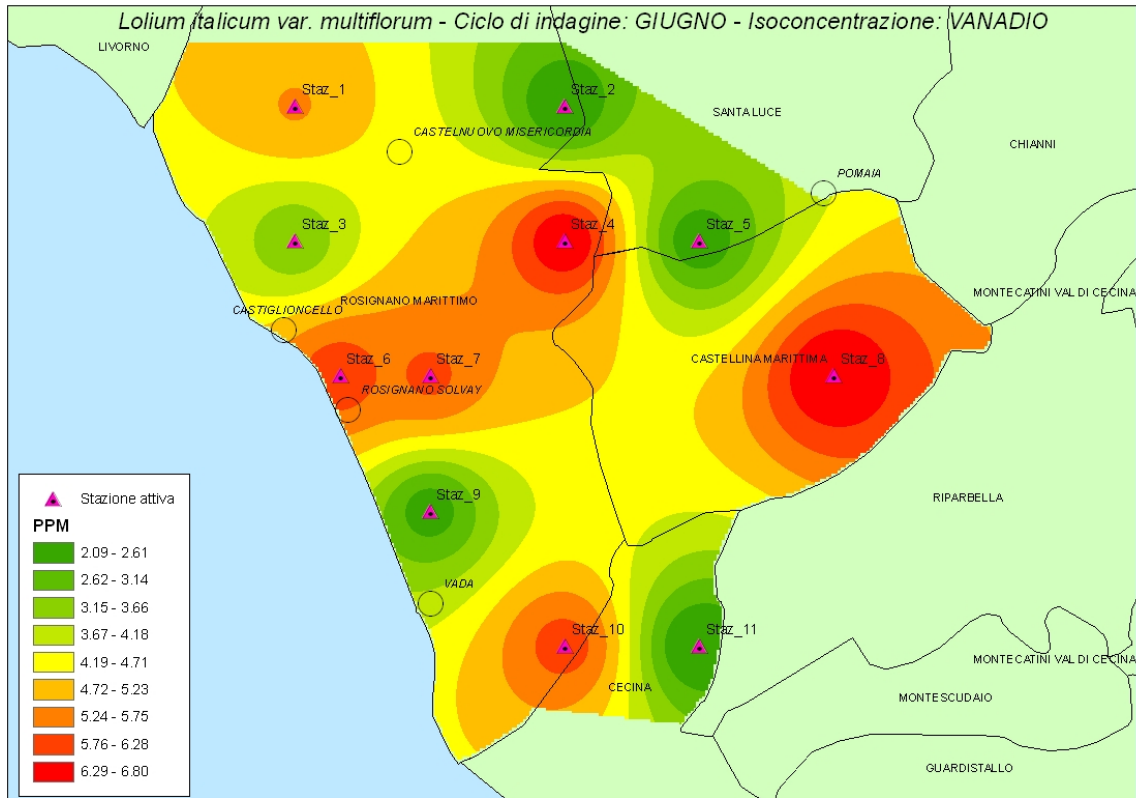 Lolium italicum var. multiflorum - Ciclo di indagine: GIUGNO - Isoconcentrazione: VANADIO
LIVORNO
Staz_1
Staz_2
SANTA LUCE
CASTELNUOVO MISERICORDIA
CHIANNI
POMAIA
Staz_3
Staz_4
Staz_5
MONTECATINI VAL DI CECINA
ROSIGNANO MARITTIMO
CASTIGLIONCELLO
Staz_6
Staz_7
CASTELLINA MARITTIMA
Staz_8
ROSIGNANO SOLVAY
Staz_9
RIPARBELLA
VADA
Staz_10
Staz_11
MONTECATINI VAL DI CECINA
CECINA
MONTESCUDAIO
GUARDISTALLO
Stazione attiva
PPM
2.09 - 2.61
2.62 - 3.14
3.15 - 3.66
3.67 - 4.18
4.19 - 4.71
4.72 - 5.23
5.24 - 5.75
5.76 - 6.28
6.29 - 6.80